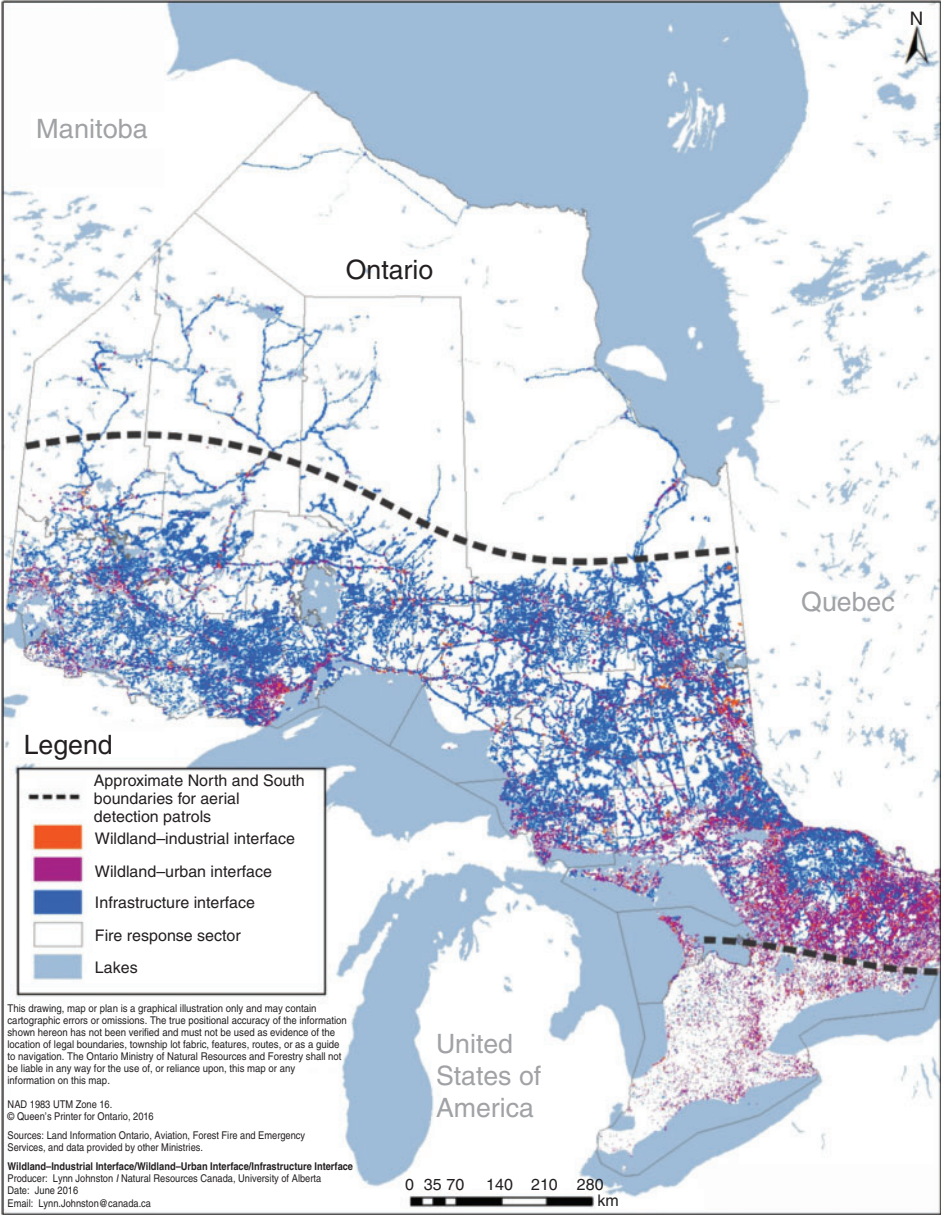 N
Manitoba
Ontario
Quebec
Legend
Approximate North and South
boundaries for aerial
detection patrols
Wildland–industrial interface
Wildland–urban interface
Infrastructure interface
Fire response sector
Lakes
United
States of
America
This drawing, map or plan is a graphical illustration only and may contain
cartographic errors or omissions. The true positional accuracy of the information
shown hereon has not been verified and must not be used as evidence of the
location of legal boundaries, township lot fabric, features, routes, or as a guide
to navigation. The Ontario Ministry of Natural Resources and Forestry shall not
be liable in any way for the use of, or reliance upon, this map or any
information on this map.
NAD 1983 UTM Zone 16.
© Queen's Printer for Ontario, 2016
Sources: Land Information Ontario, Aviation, Forest Fire and Emergency
Services, and data provided by other Ministries.
Wildland–Industrial Interface/Wildland–Urban Interface/Infrastructure Interface
Producer: Lynn Johnston / Natural Resources Canada, University of Alberta
Date: June 2016
Email: Lynn.Johnston@canada.ca
0 35 70 140 210 280
km